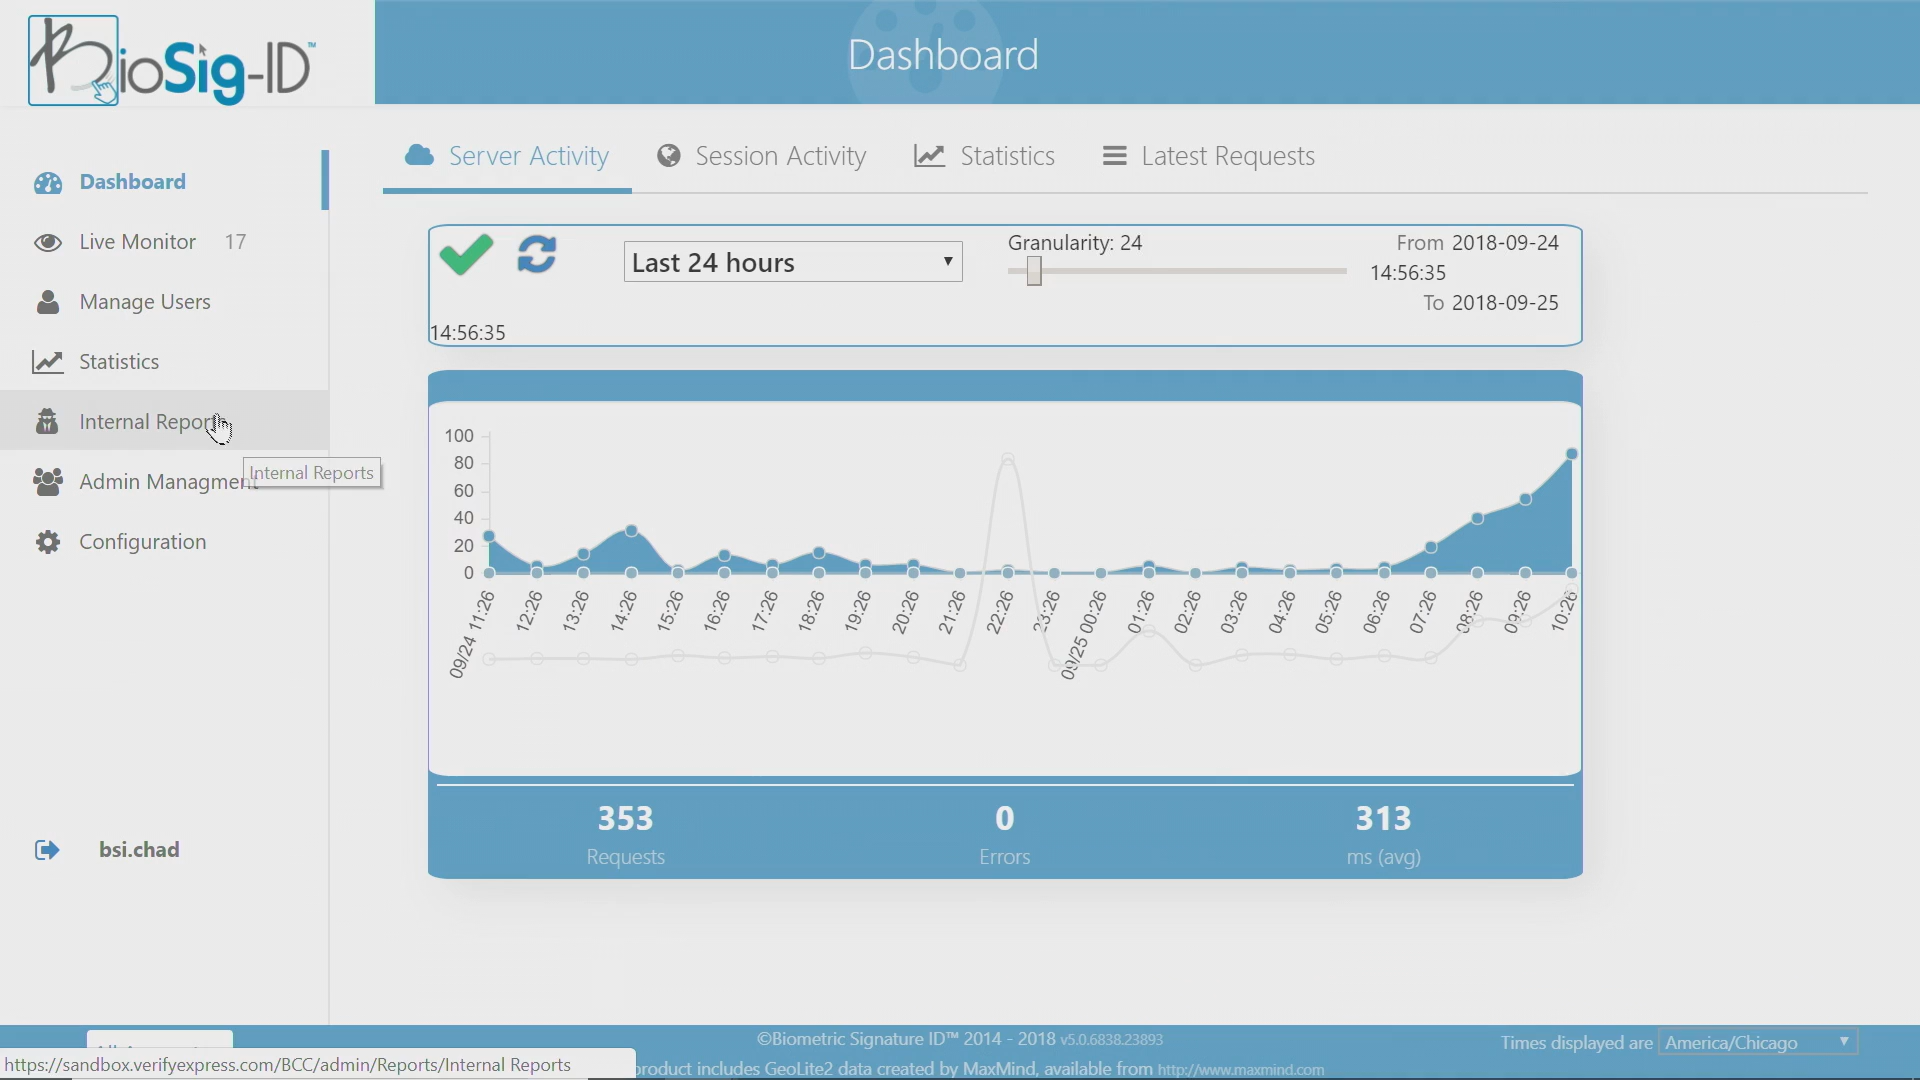 BioSig-ID™
Dashboard
Server Activity
Session Activity
Statistics
Latest Requests
Dashboard
Live Monitor 17
Manage Users
Statistics
Internal Reports
Internal Reports
Admin Managment
Configuration
bsi.chad
Last 24 hours
Granularity: 24
From 2018-09-24
14:56:35
To 2018-09-25
14:56:35
100
80
60
40
20
0
09/24 11:26
12:26
13:26
14:26
15:26
16:26
17:26
18:26
19:26
20:26
21:26
22:26
23:26
09/25 00:26
01:26
02:26
03:26
04:26
05:26
06:26
07:26
08:26
09:26
10:26
353
Requests
0
Errors
313
ms (avg)
©Biometric Signature ID™ 2014 - 2018 v5.0.6838.23893
product includes GeoLite2 data created by MaxMind, available from http://www.maxmind.com
Times displayed are America/Chicago
https://sandbox.verifyexpress.com/BCC/admin/Reports/Internal Reports